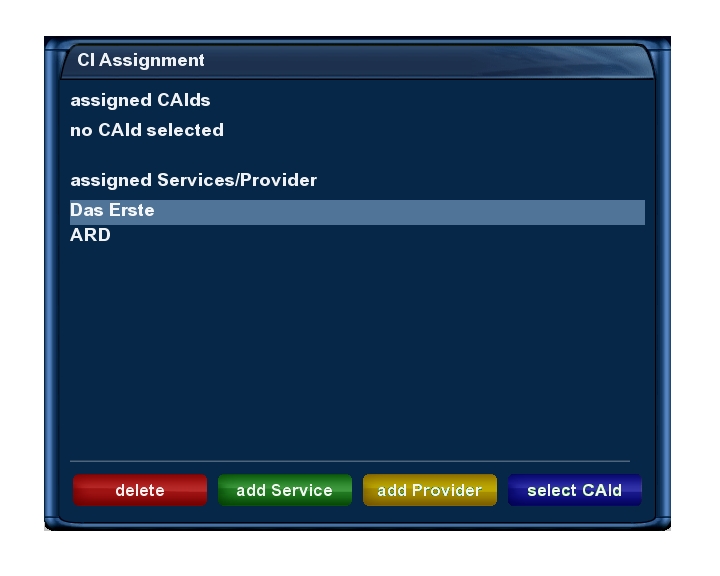 CI Assignment
assigned CAIds
no CAId selected
assigned Services/Provider
Das Erste
ARD
delete
add Service
add Provider
select CAId